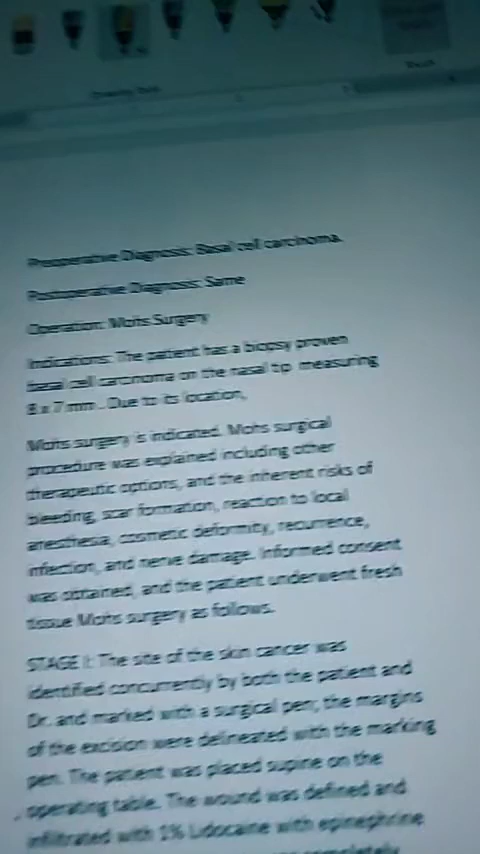 Preoperative Diagnosis: Basal cell carcinoma.
Postoperative Diagnosis: Same
Operation: Mohs Surgery
Indications: The patient has a biopsy proven
basal cell carcinoma on the nasal tip measuring
8 x 7 mm. Due to its location,
Mohs surgery is indicated. Mohs surgical
procedure was explained including other
therapeutic options, and the inherent risks of
bleeding, scar formation, reaction to local
anesthesia, cosmetic deformity, recurrence,
infection, and nerve damage. Informed consent
was obtained, and the patient underwent fresh
tissue Mohs surgery as follows.
STAGE I: The site of the skin cancer was
identified concurrently by both the patient and
Dr. and marked with a surgical pen; the margins
of the excision were delineated with the marking
pen. The patient was placed supine on the
operating table. The wound was defined and
infiltrated with 1% Lidocaine with epinephrine
completely